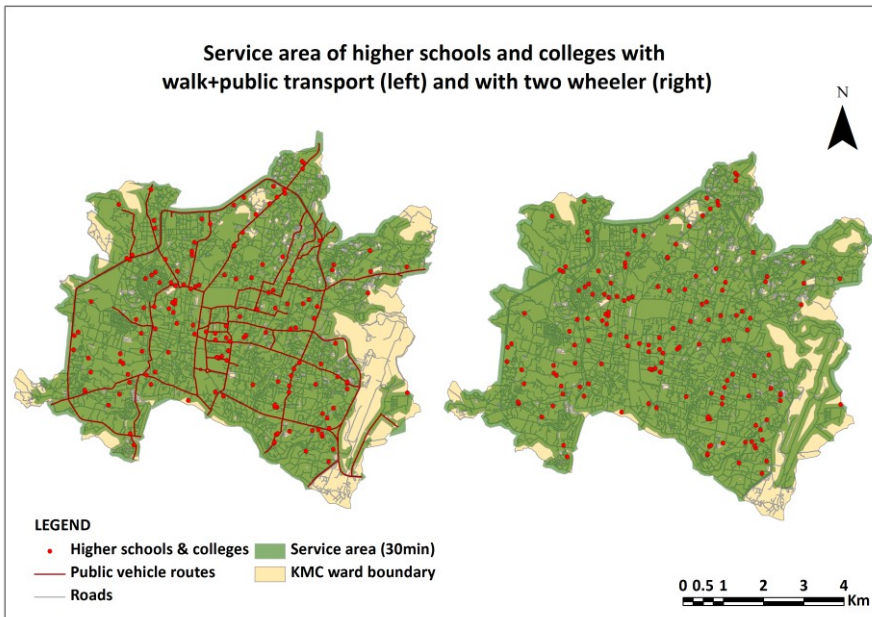 Service area of higher schools and colleges with
walk+public transport (left) and with two wheeler (right)
N
LEGEND
Higher schools & colleges
Service area (30min)
Public vehicle routes
KMC ward boundary
Roads
0 0.5 1 2 3 4
Km